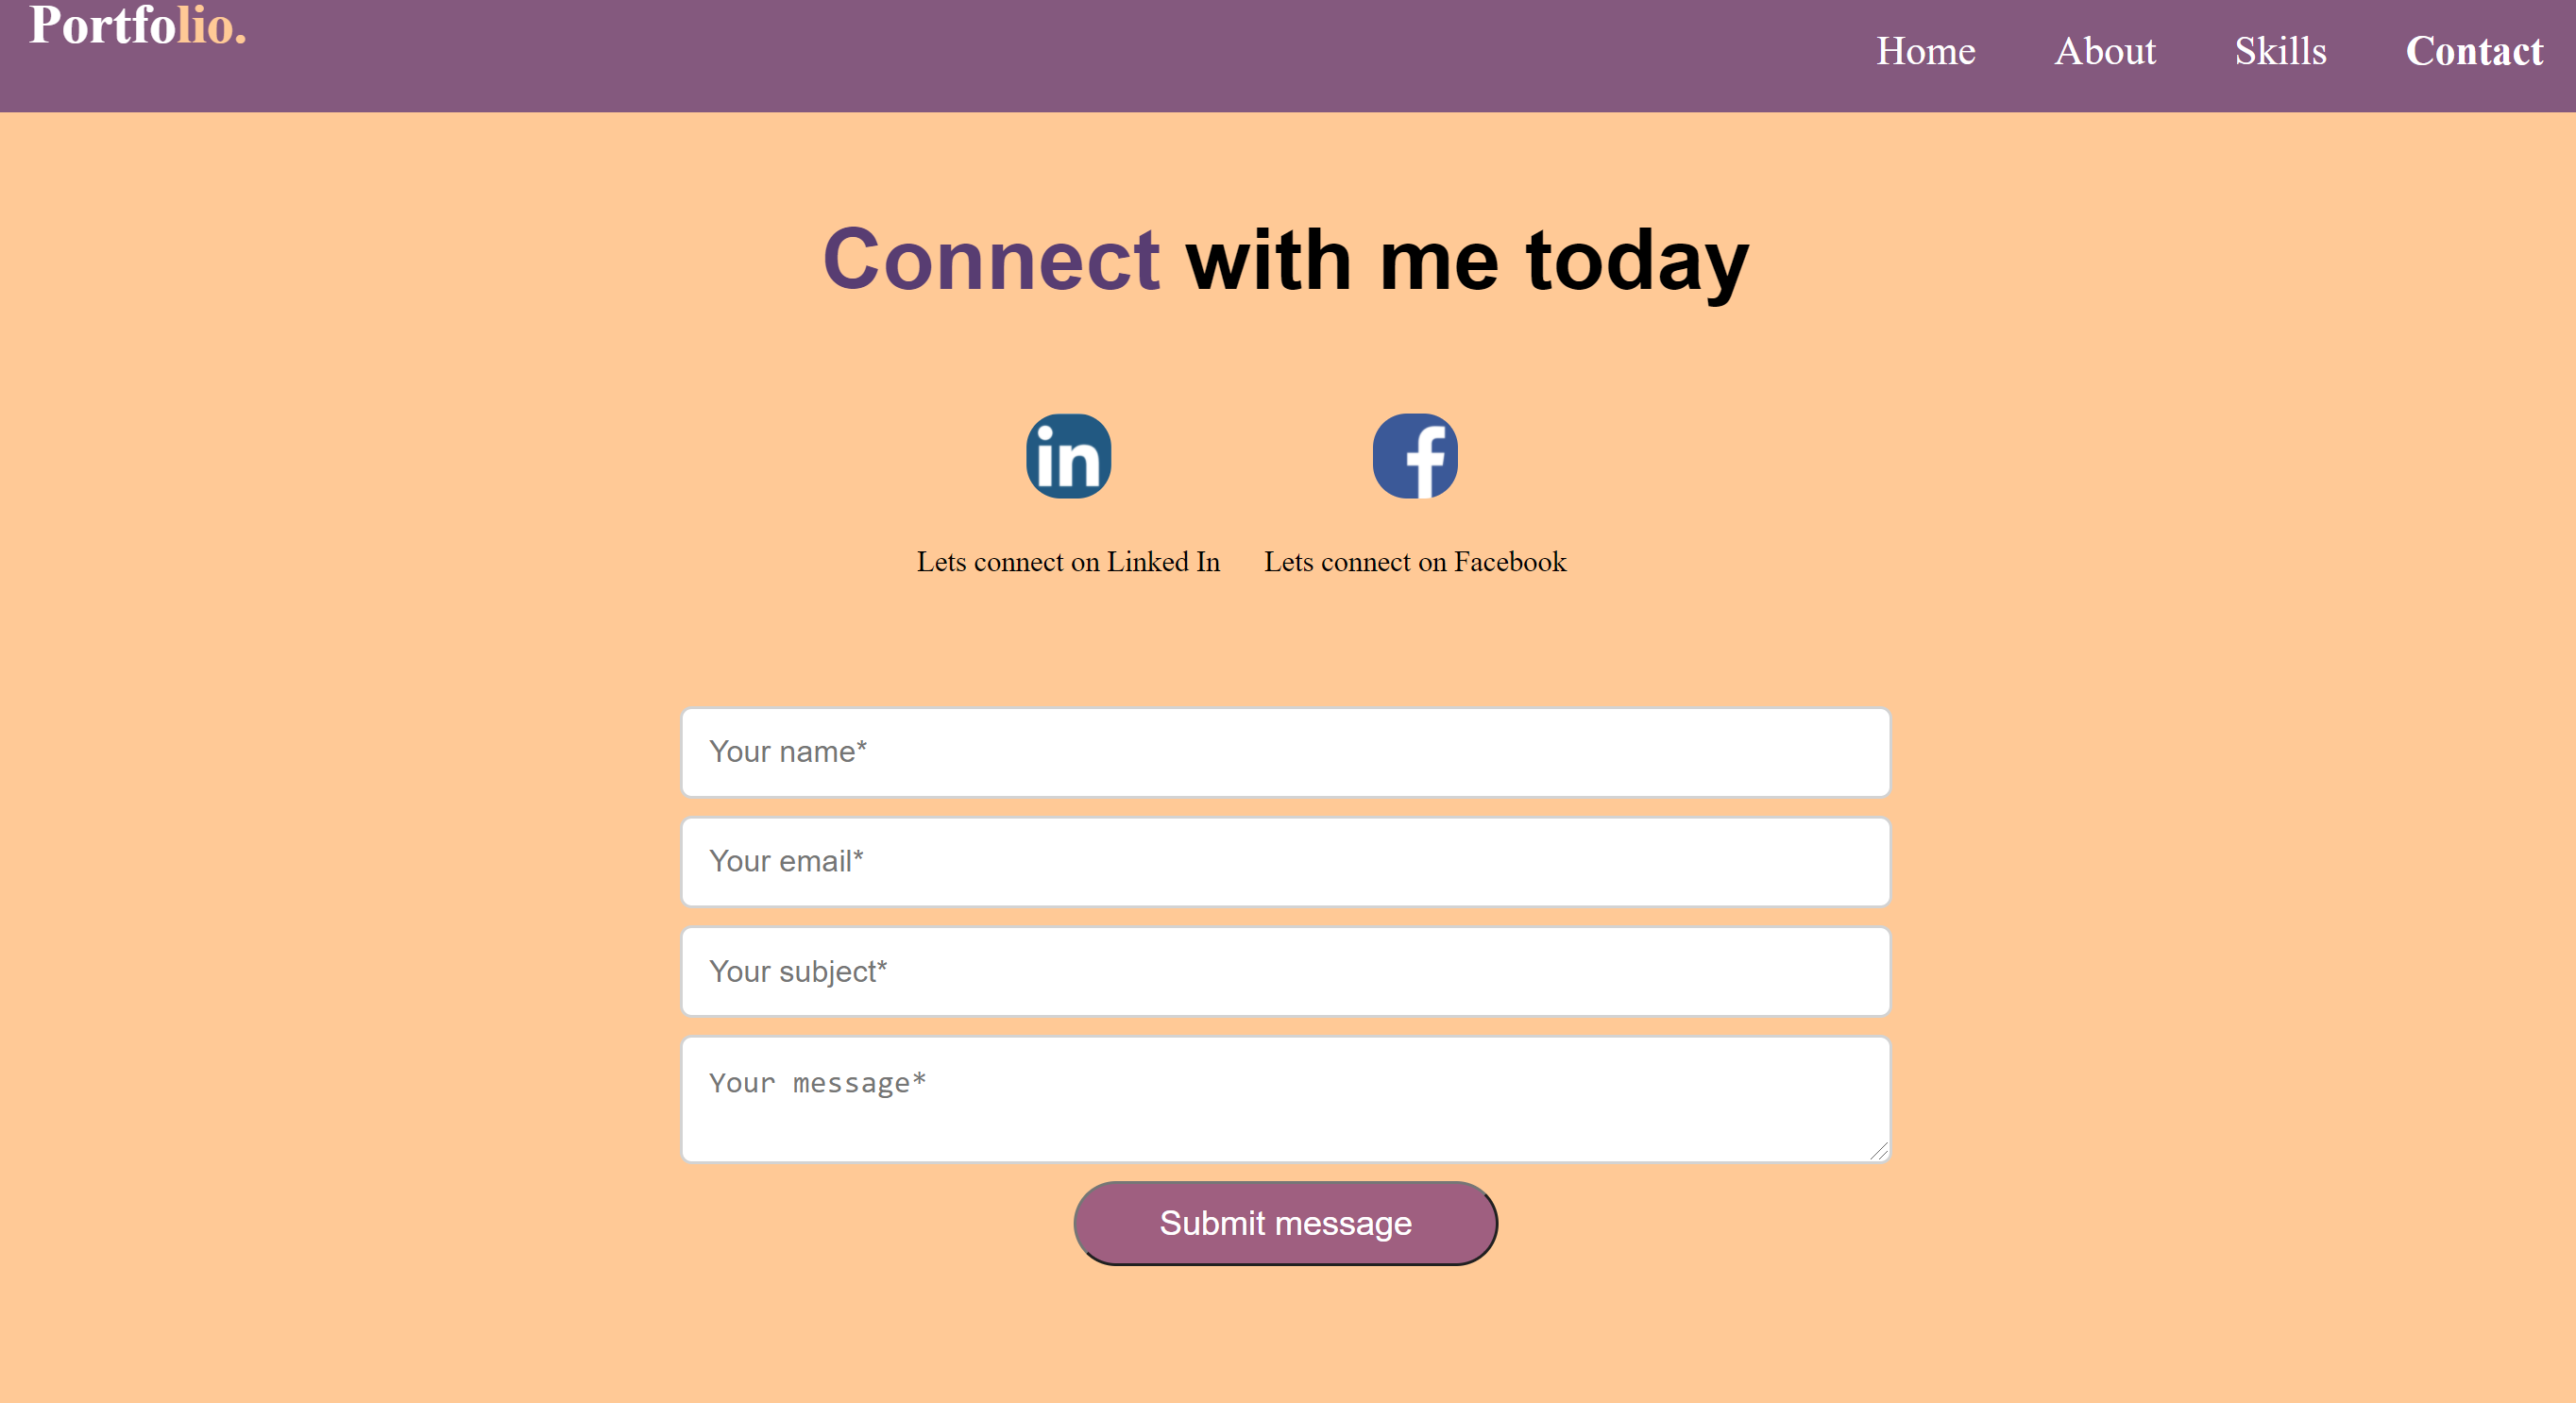 Portfolio.
Home About Skills Contact
Connect with me today
in f
Lets connect on Linked In Lets connect on Facebook
Your name*
Your email*
Your subject*
Your message*
Submit message